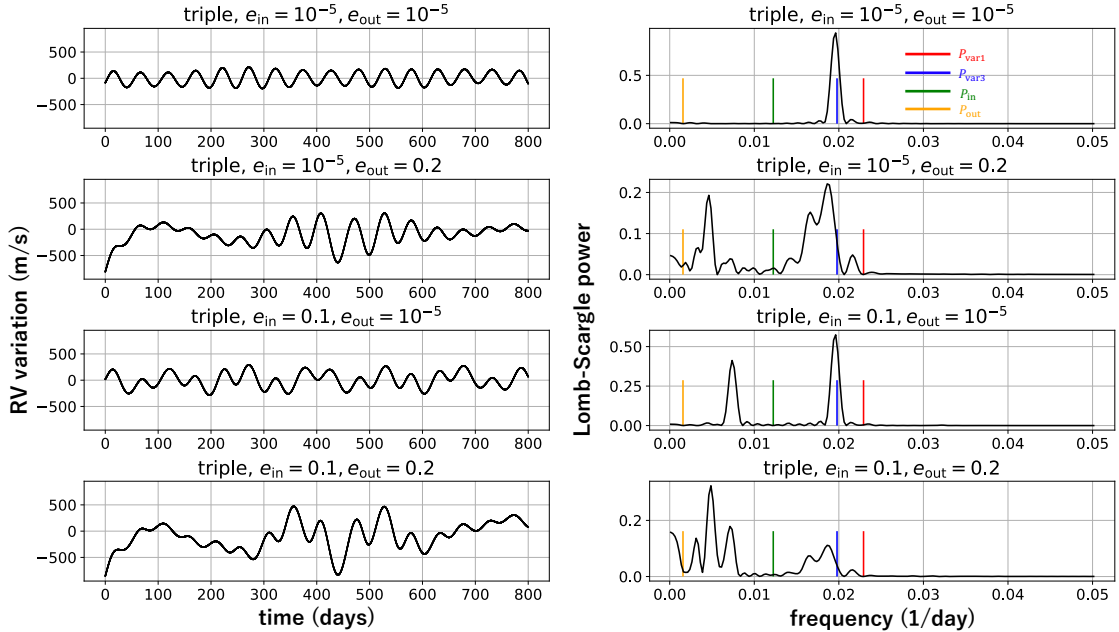 triple, e_in = 10^−5, e_out = 10^−5
500
0
−500
0 100 200 300 400 500 600 700 800
triple, e_in = 10^−5, e_out = 0.2
500
0
−500
0 100 200 300 400 500 600 700 800
triple, e_in = 0.1, e_out = 10^−5
500
0
−500
0 100 200 300 400 500 600 700 800
triple, e_in = 0.1, e_out = 0.2
500
0
−500
0 100 200 300 400 500 600 700 800
RV variation (m/s)
time (days)
triple, e_in = 10^−5, e_out = 10^−5
0.5
0.0
P_var1
P_var3
P_in
P_out
0.00 0.01 0.02 0.03 0.04 0.05
triple, e_in = 10^−5, e_out = 0.2
0.2
0.1
0.0
0.00 0.01 0.02 0.03 0.04 0.05
triple, e_in = 0.1, e_out = 10^−5
0.50
0.25
0.00
0.00 0.01 0.02 0.03 0.04 0.05
triple, e_in = 0.1, e_out = 0.2
0.2
0.0
0.00 0.01 0.02 0.03 0.04 0.05
Lomb-Scargle power
frequency (1/day)